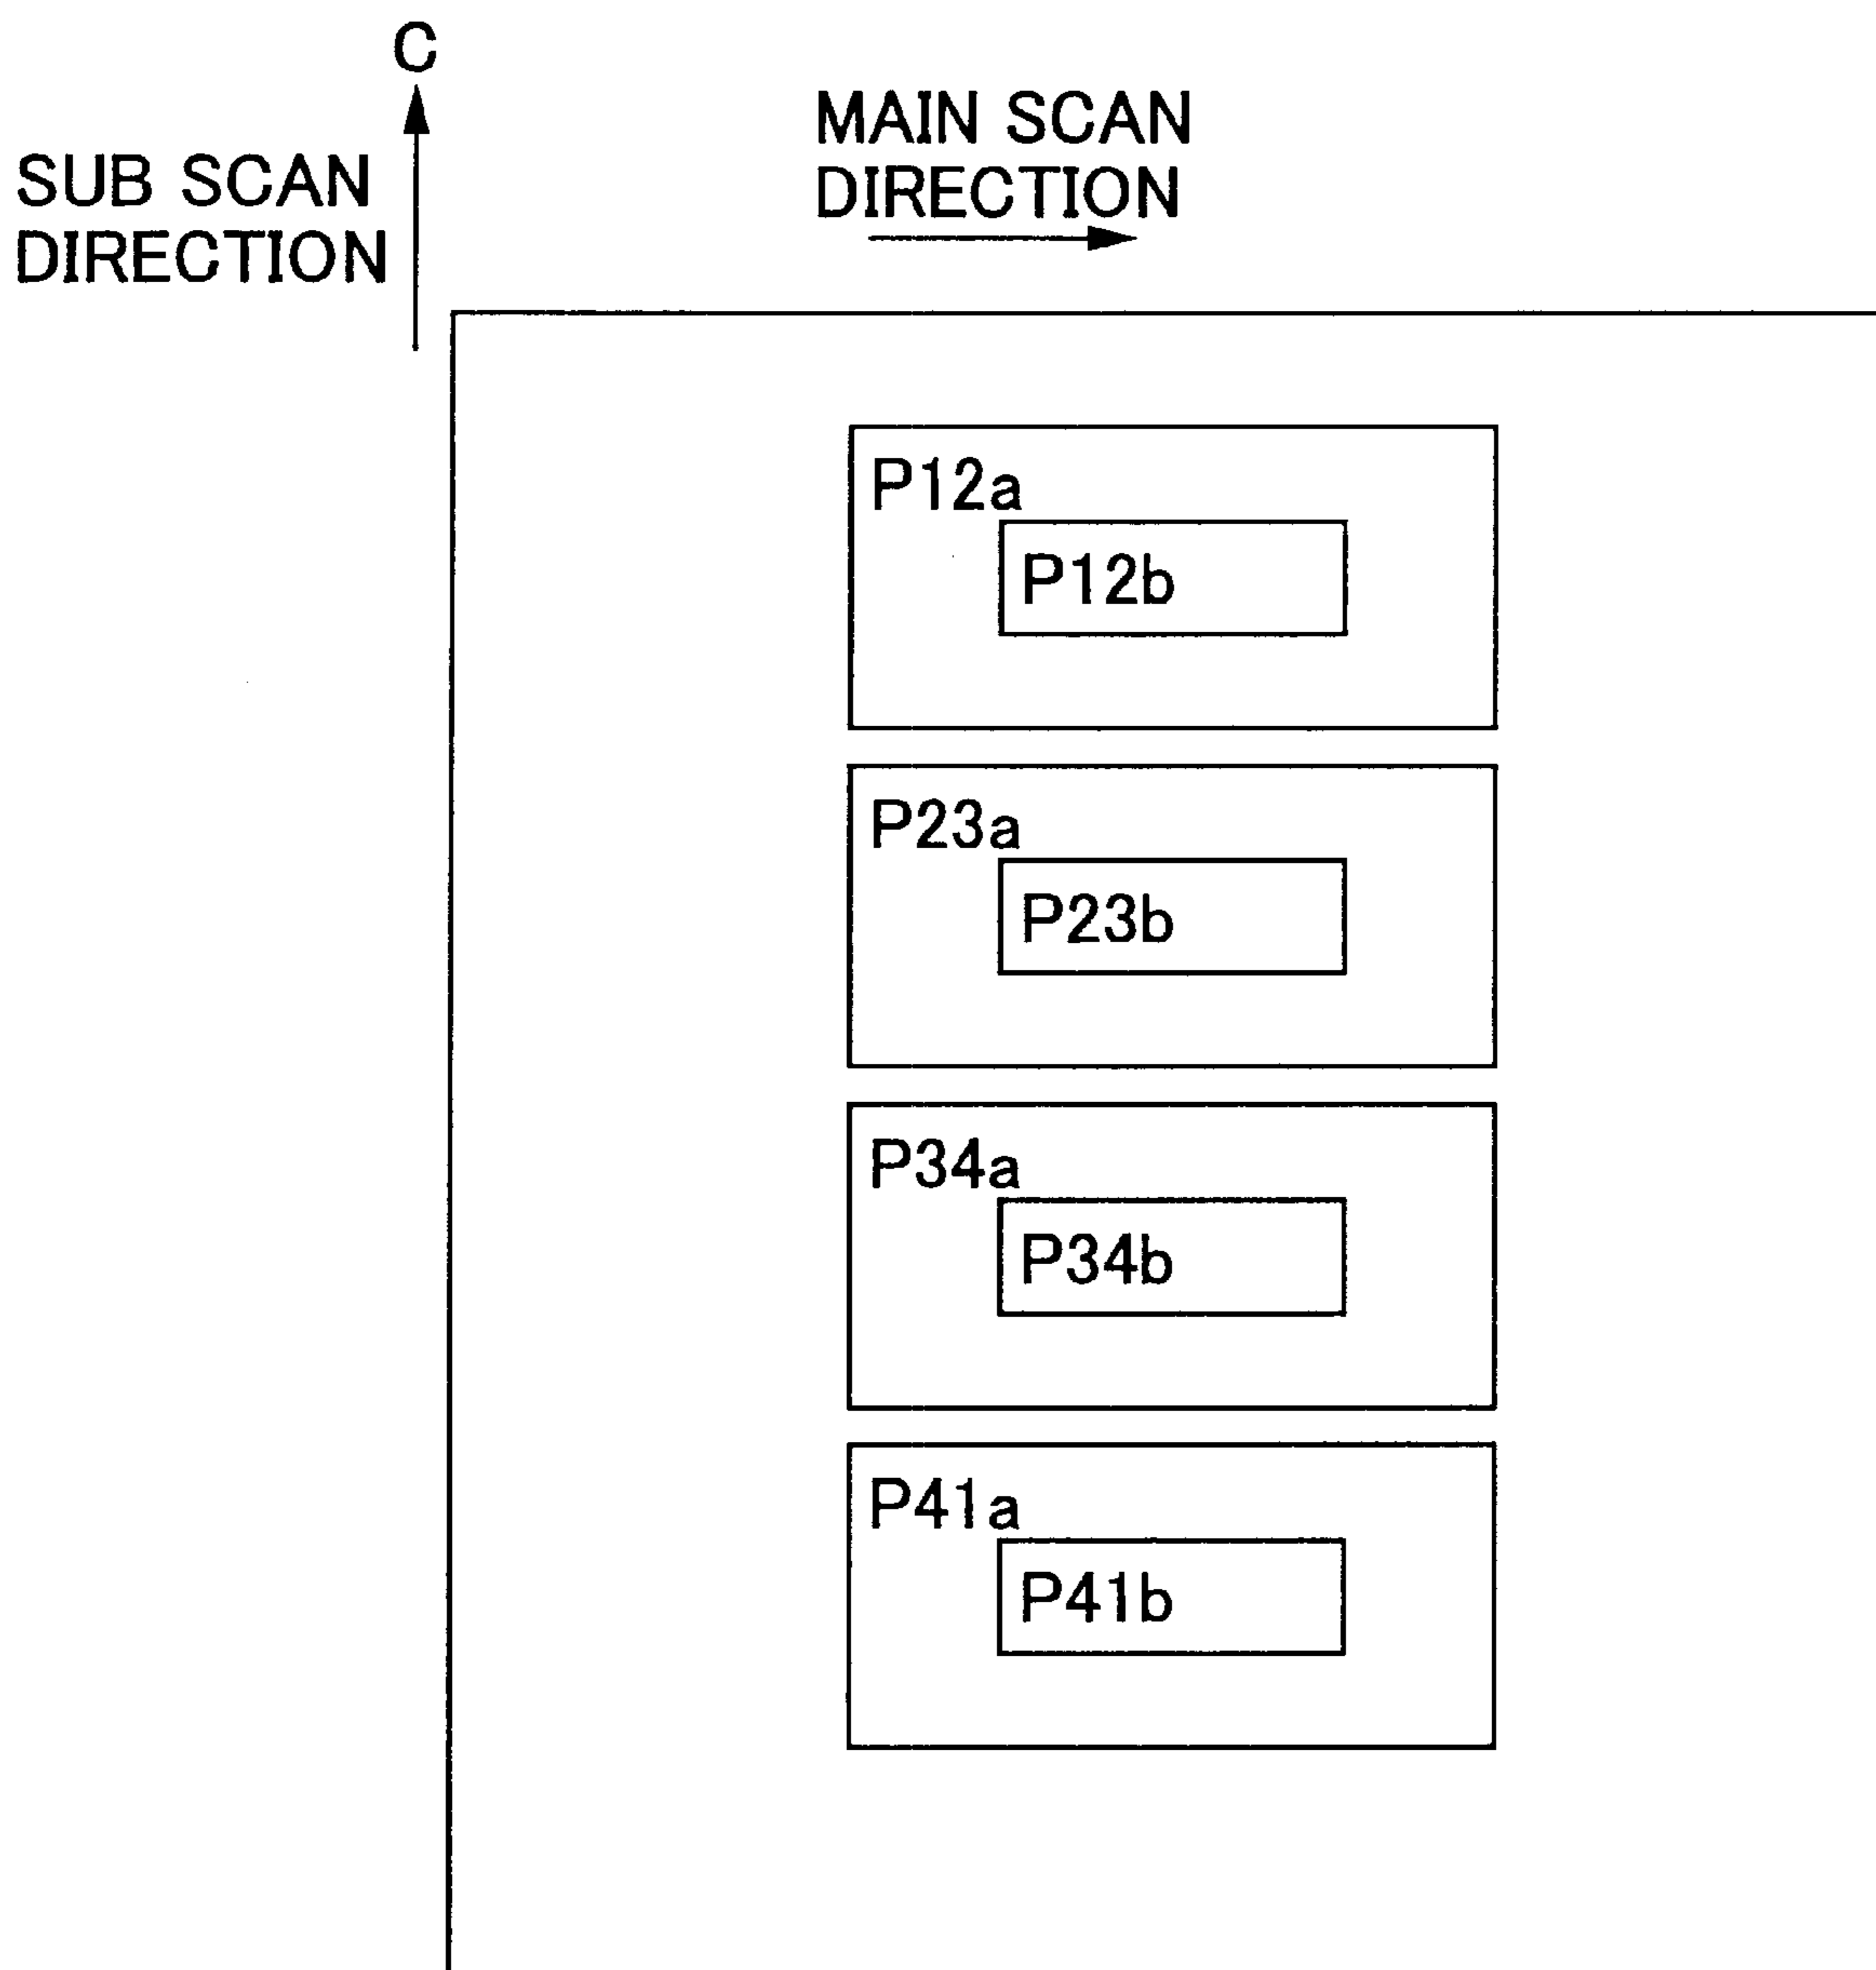 C
SUB SCAN
DIRECTION
MAIN SCAN
DIRECTION
P12a
P12b
P23a
P23b
P34a
P34b
P41a
P41b